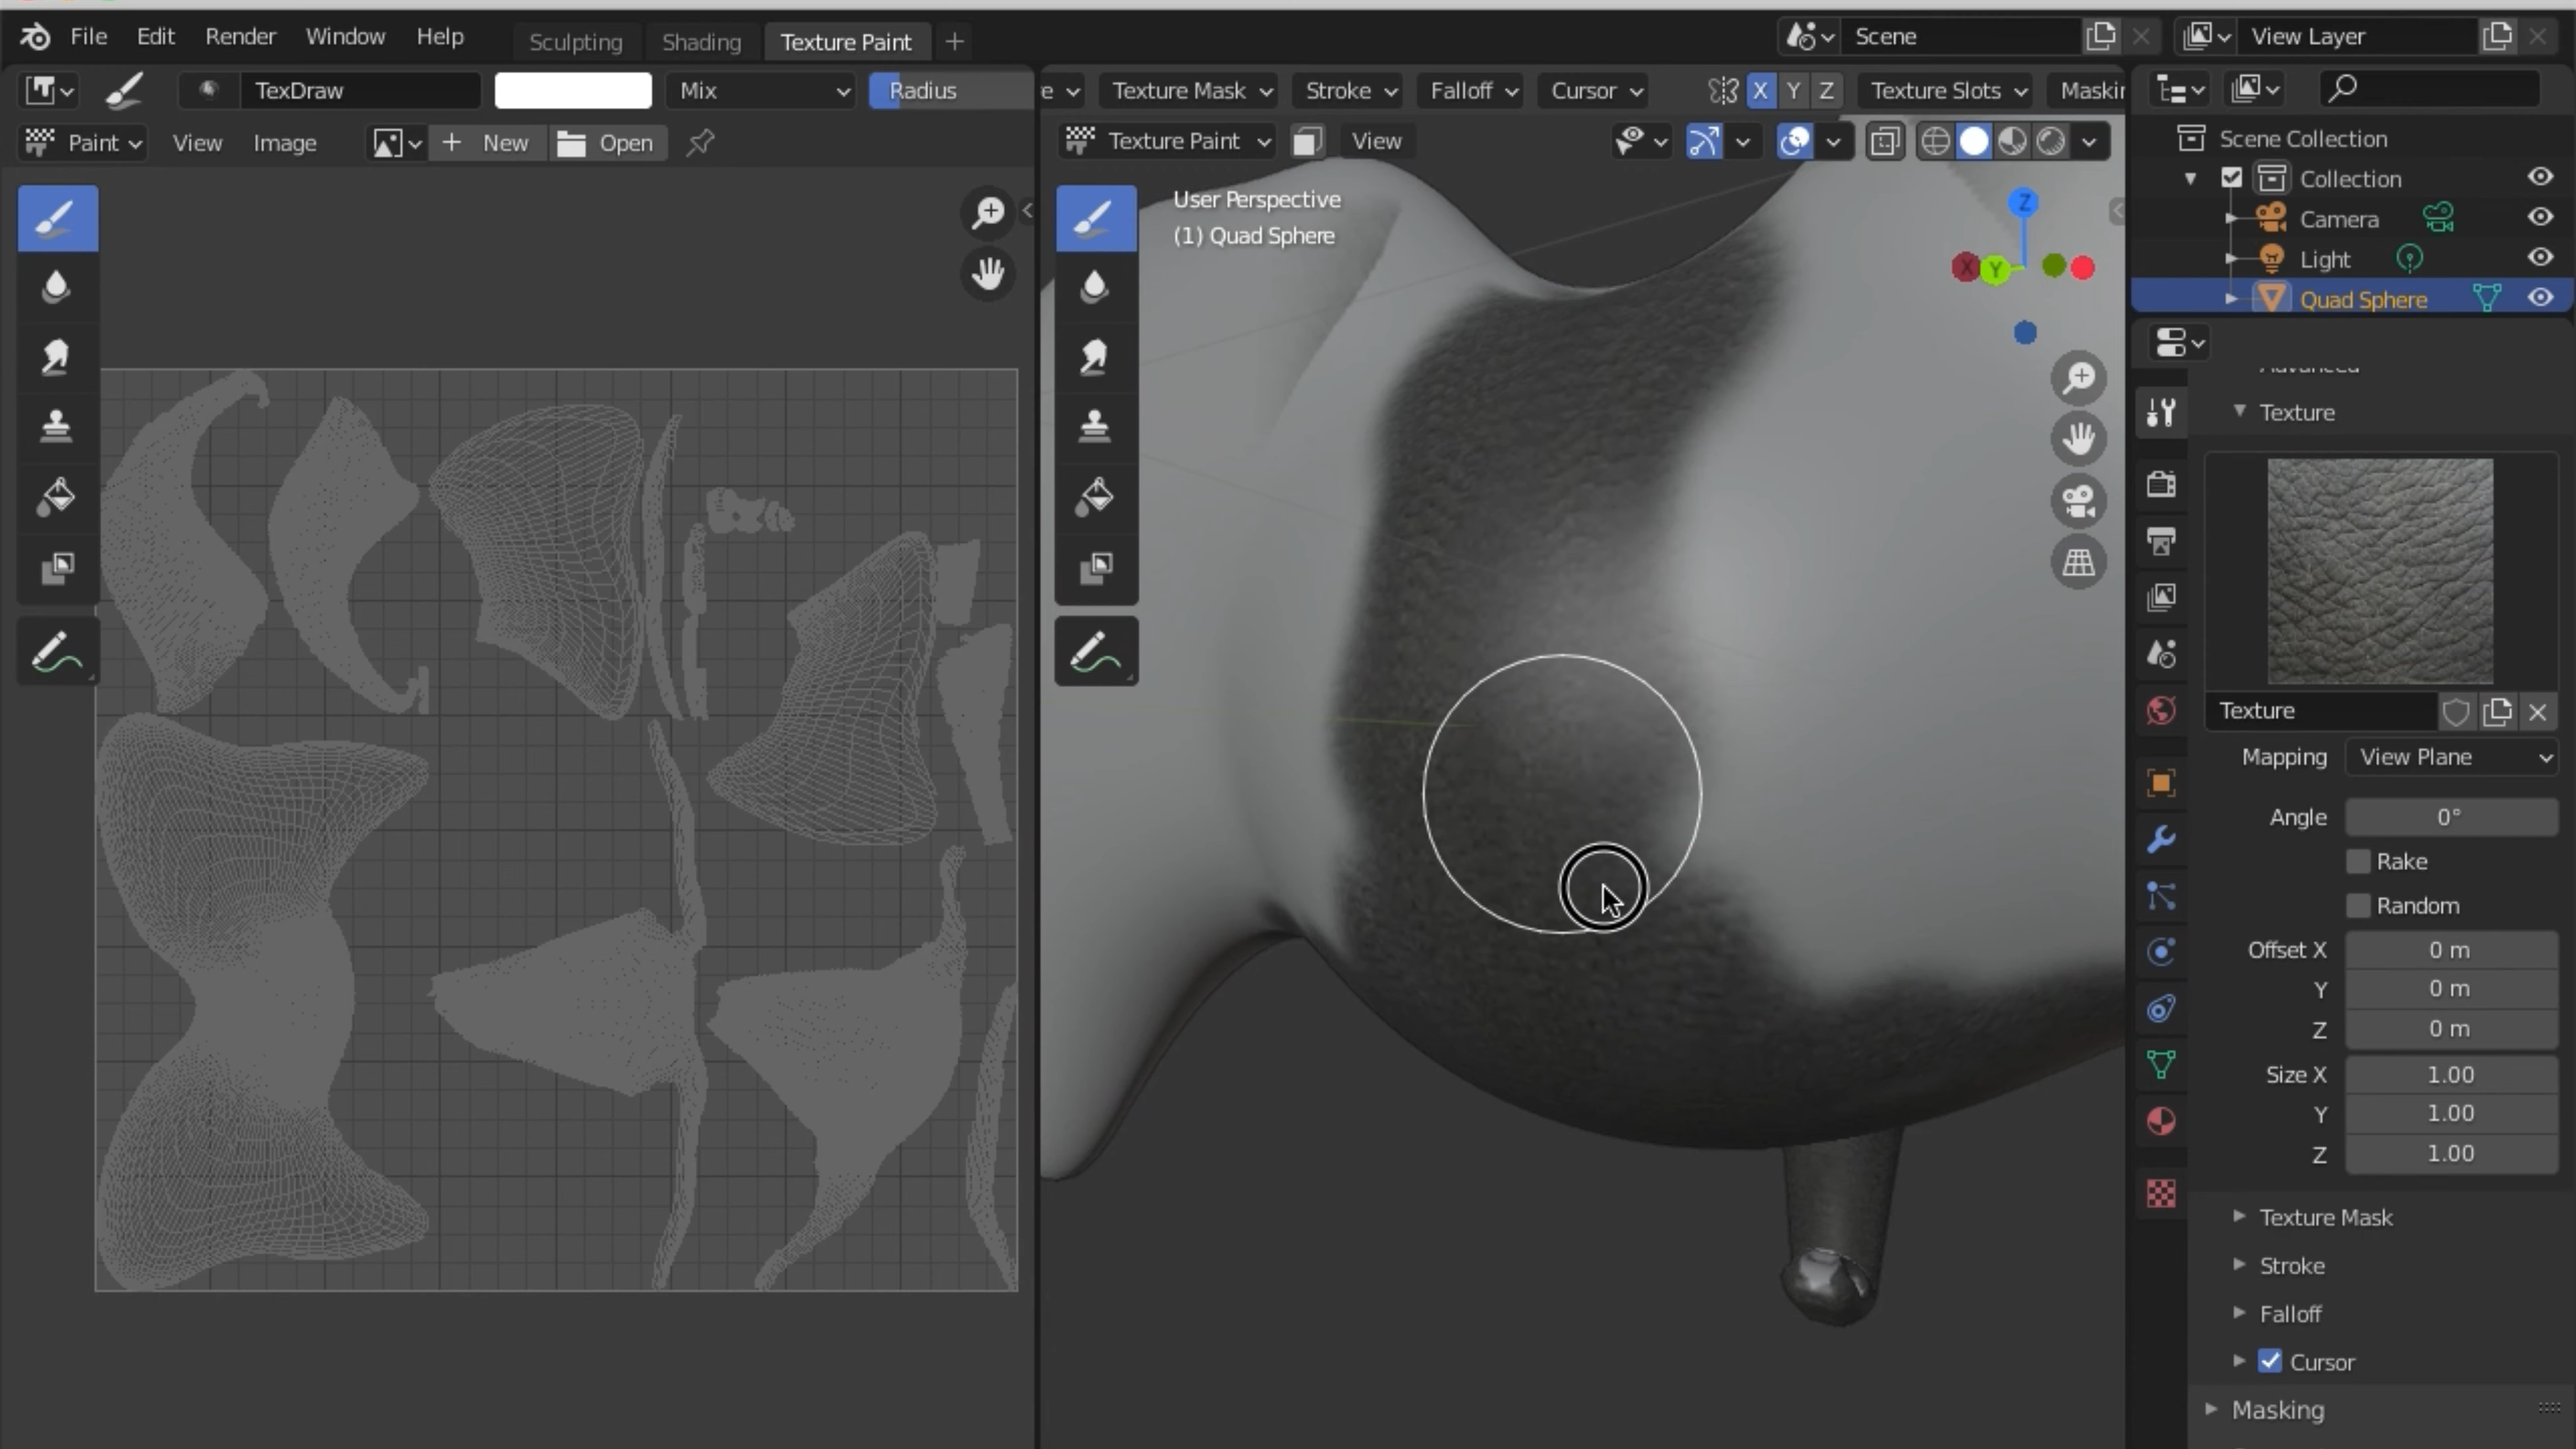 File Edit Render Window Help Sculpting Shading Texture Paint + Scene View Layer
TexDraw Mix Radius Texture Mask Stroke Falloff Cursor X Y Z Texture Slots
Paint View Image + New Open Texture Paint View
User Perspective
(1) Quad Sphere
Z
X Y
Scene Collection
Collection
Camera
Light
Quad Sphere
Advanced
Texture
Texture
Mapping View Plane
Angle 0°
Rake
Random
Offset X 0 m
Y 0 m
Z 0 m
Size X 1.00
Y 1.00
Z 1.00
Texture Mask
Stroke
Falloff
Cursor
Masking